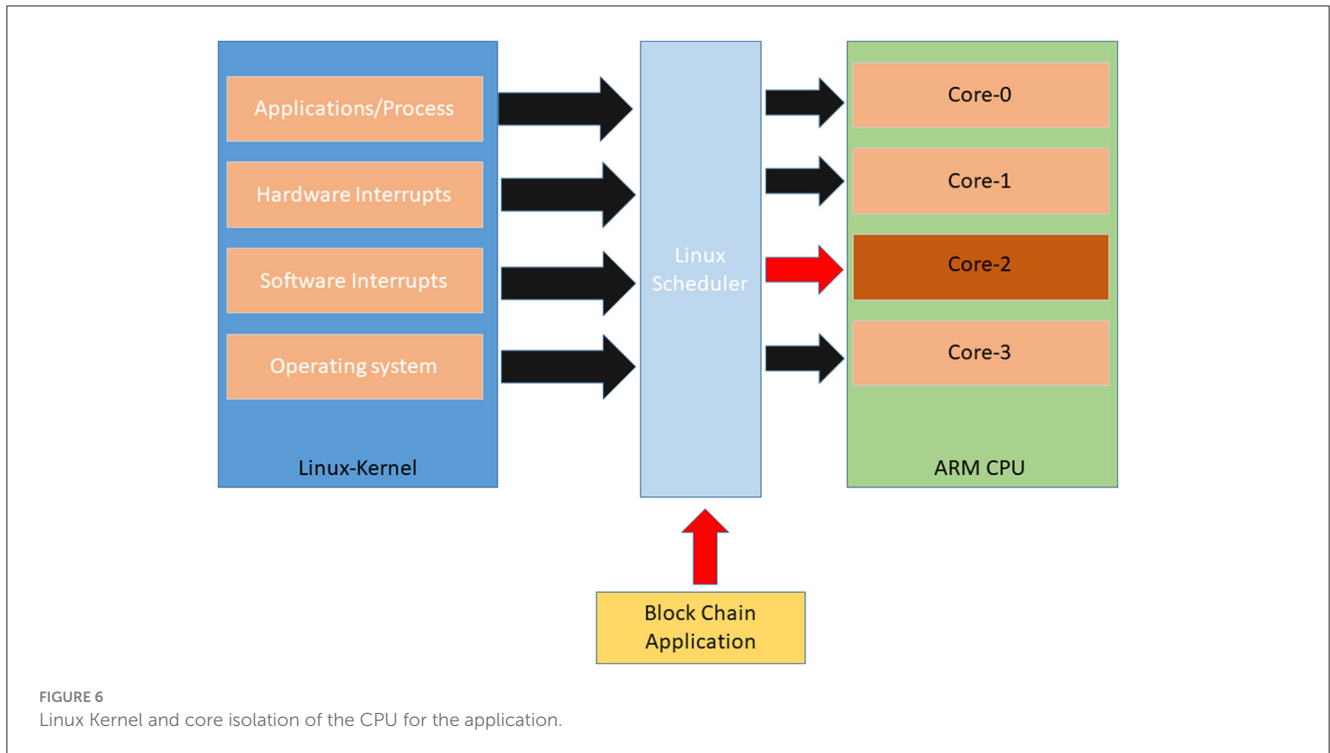 Applications/Process
Hardware Interrupts
Software Interrupts
Operating system
Linux-Kernel
Linux
Scheduler
Core-0
Core-1
Core-2
Core-3
ARM CPU
Block Chain
Application
FIGURE 6
Linux Kernel and core isolation of the CPU for the application.